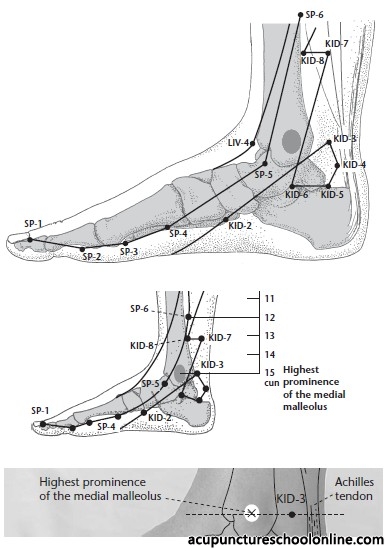 SP-6
KID-7
KID-8
LIV-4
KID-3
KID-4
SP-5
KID-6
KID-5
SP-1
KID-2
SP-4
SP-3
SP-2
11
SP-6
12
KID-8
KID-7
13
14
KID-3
15
cun
Highest
prominence
of the medial
malleolus
SP-5
SP-1
KID-2
SP-4
Highest prominence
of the medial malleolus
KID-3
Achilles
tendon
acupunctureschoolonline.com